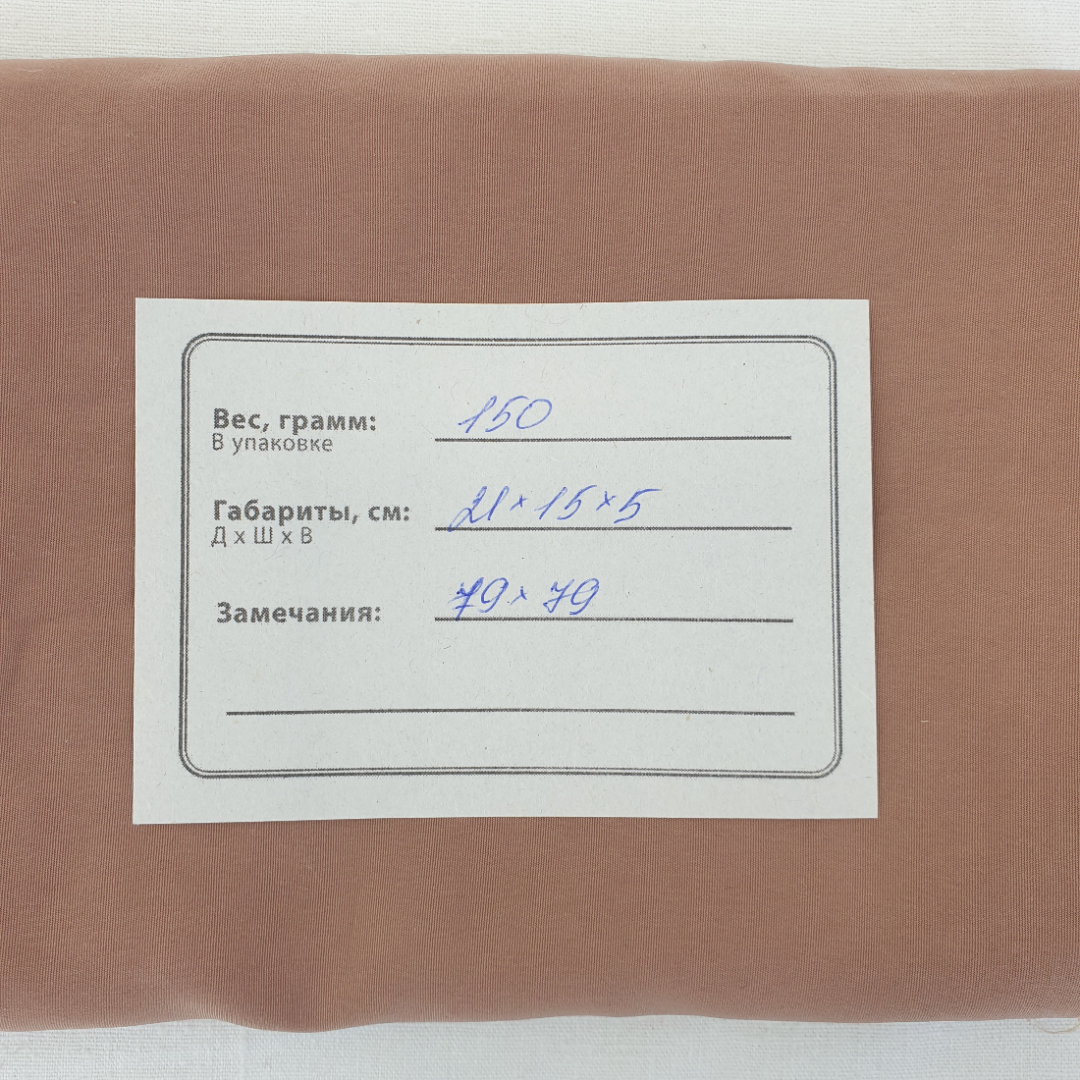 Вес, грамм: 150
В упаковке
Габариты, см: 21×15×5
Д х Ш х В
Замечания: 79× 79